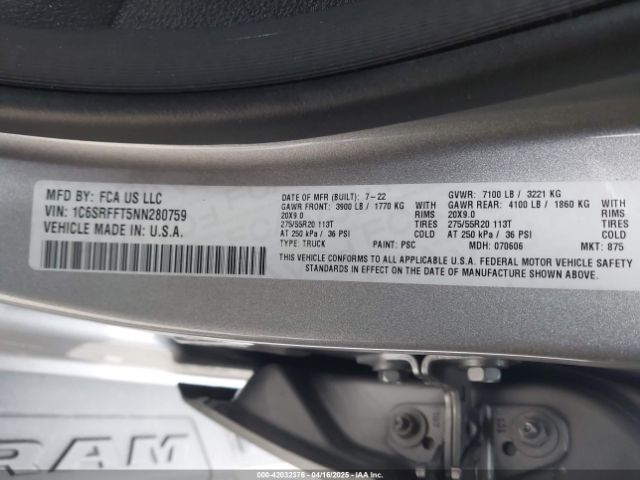 MFD BY: FCA US LLC
VIN: 1C6SRFFT5NN280759
VEHICLE MADE IN: U.S.A.
DATE OF MFR (BUILT): 7-22
GAWR FRONT: 3900 LB / 1770 KG WITH
20X9.0 RIMS
275/55R20 113T TIRES
AT 250 kPa / 36 PSI COLD
TYPE: TRUCK PAINT: PSC
GVWR: 7100 LB / 3221 KG
GAWR REAR: 4100 LB / 1860 KG WITH
20X9.0 RIMS
275/55R20 113T TIRES
AT 250 kPa / 36 PSI COLD
MDH: 070606 MKT: 875
THIS VEHICLE CONFORMS TO ALL APPLICABLE U.S.A. FEDERAL MOTOR VEHICLE SAFETY
STANDARDS IN EFFECT ON THE DATE OF MANUFACTURE SHOWN ABOVE.
RAM
000-42032376 - 04/16/2025 - IAA Inc.